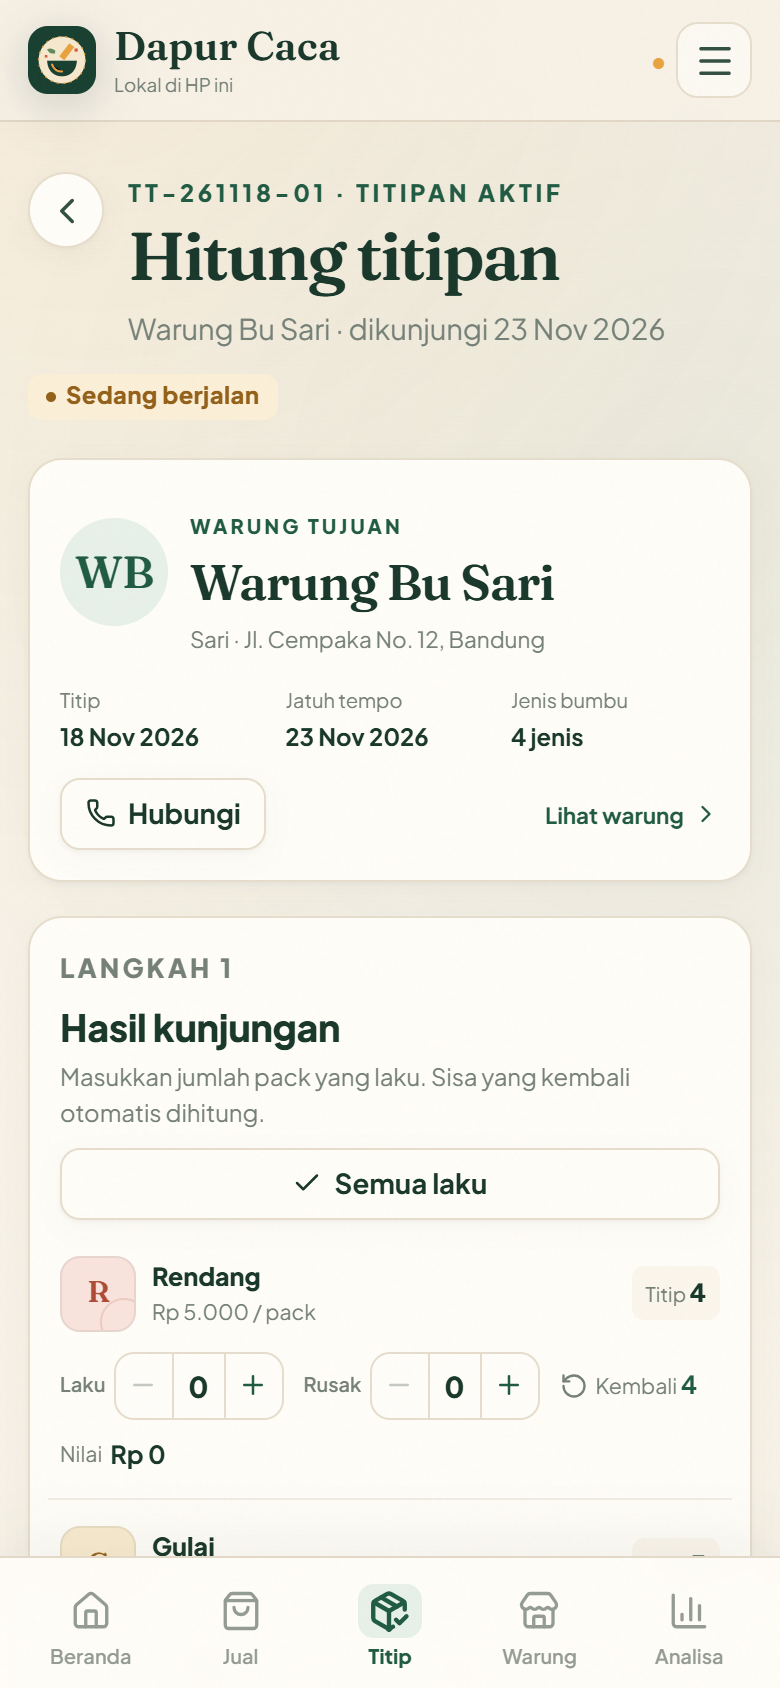 Dapur Caca
Lokal di HP ini
TT-261118-01 · TITIPAN AKTIF
Hitung titipan
Warung Bu Sari · dikunjungi 23 Nov 2026
Sedang berjalan
WB
WARUNG TUJUAN
Warung Bu Sari
Sari · Jl. Cempaka No. 12, Bandung
Titip Jatuh tempo Jenis bumbu
18 Nov 2026 23 Nov 2026 4 jenis
Hubungi Lihat warung
LANGKAH 1
Hasil kunjungan
Masukkan jumlah pack yang laku. Sisa yang kembali
otomatis dihitung.
Semua laku
R
Rendang
Rp 5.000 / pack
Titip 4
Laku 0 Rusak 0 Kembali 4
Nilai Rp 0
Gulai
Beranda Jual Titip Warung Analisa